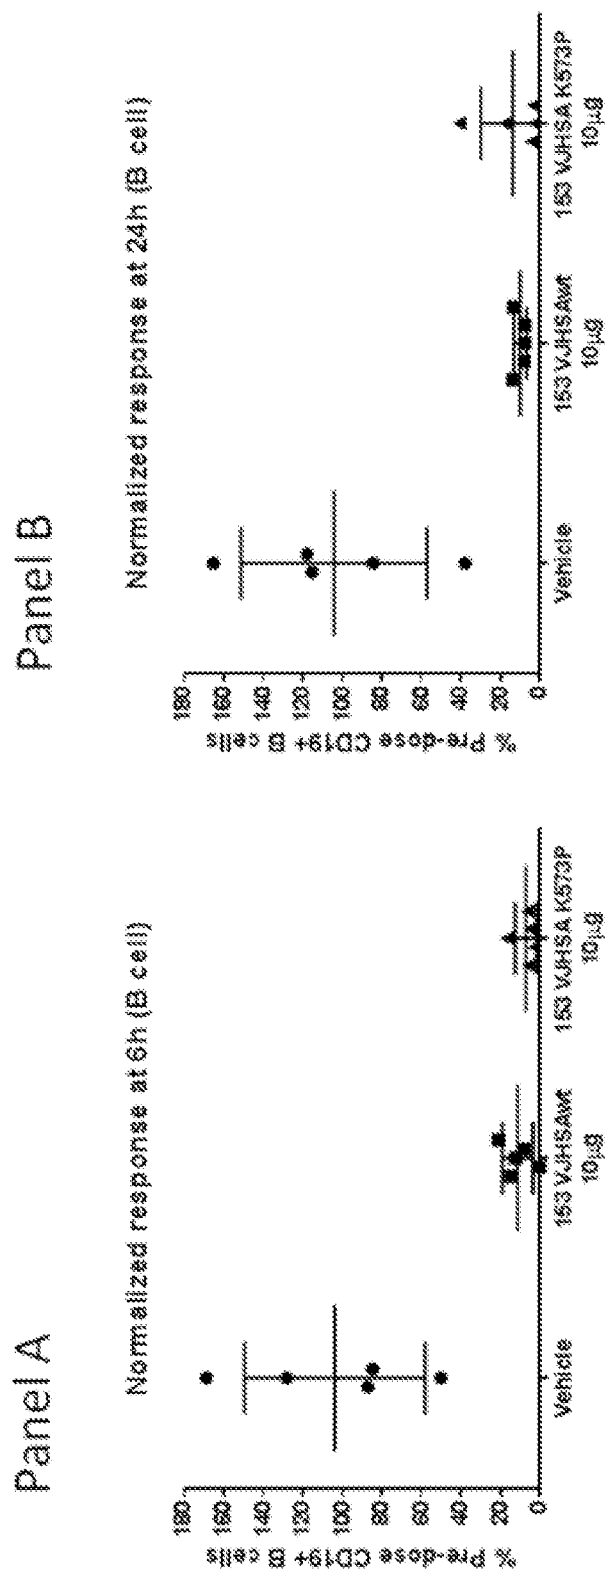 Panel A
Normalized response at 6h (B cell)
% Pre-dose CD19+ B cells
180
160
140
120
100
80
60
40
20
0
Vehicle
153 VJHSAwt
10µg
153 VJHSA K573P
10µg
Panel B
Normalized response at 24h (B cell)
% Pre-dose CD19+ B cells
180
160
140
120
100
80
60
40
20
0
Vehicle
153 VJHSAwt
10µg
153 VJHSA K573P
10µg